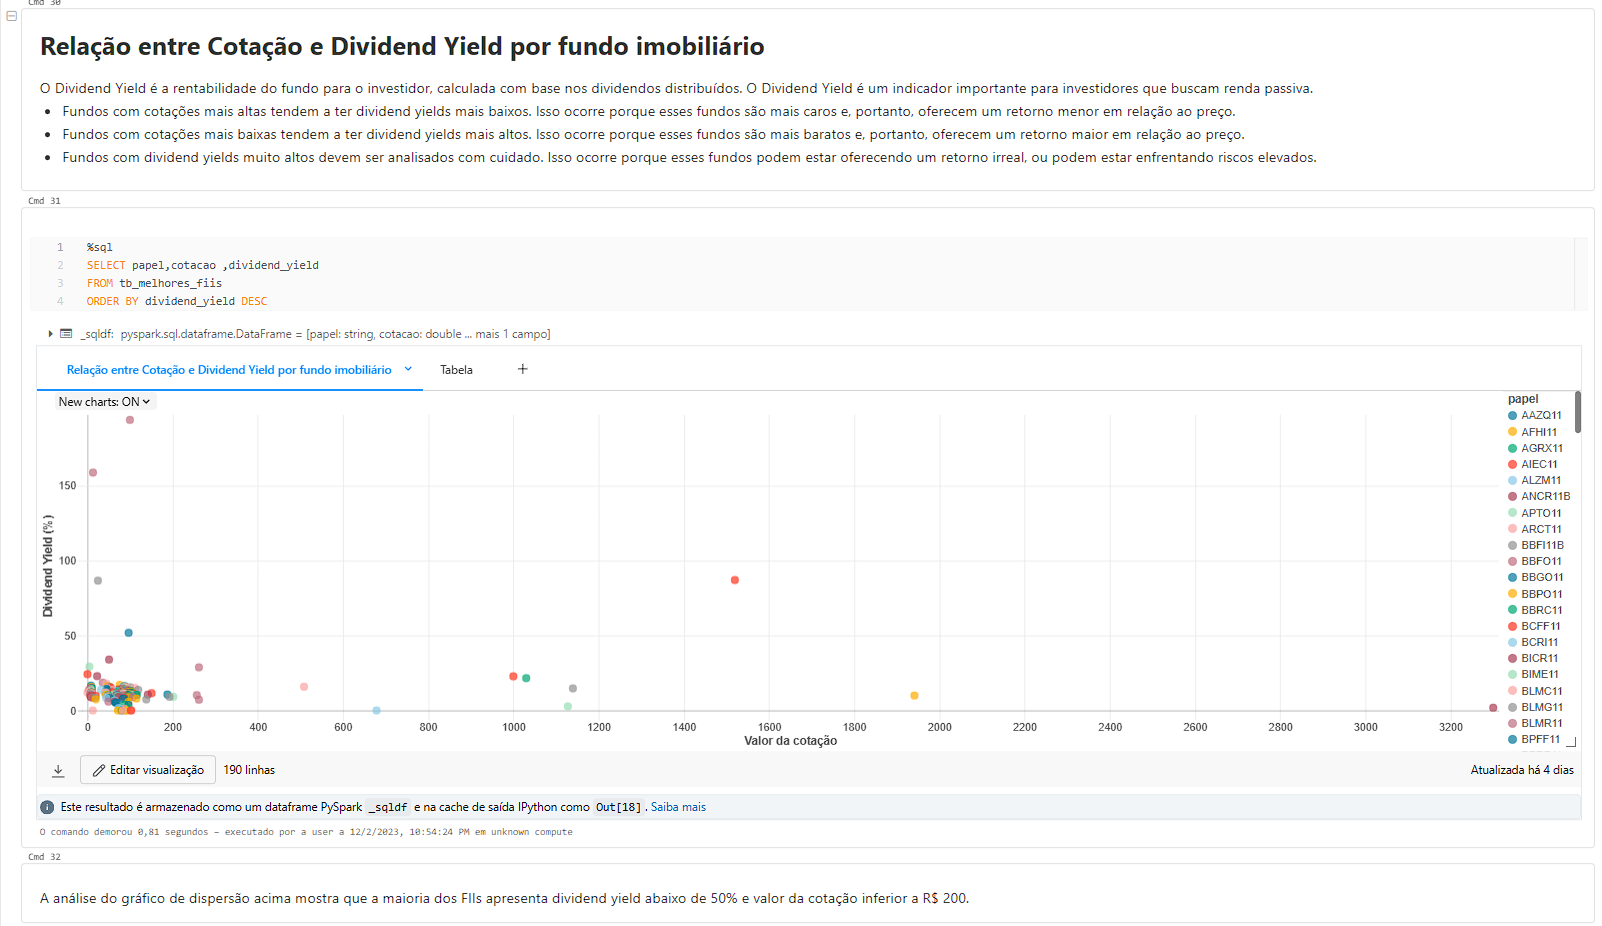 Cmd 30
Relação entre Cotação e Dividend Yield por fundo imobiliário
O Dividend Yield é a rentabilidade do fundo para o investidor, calculada com base nos dividendos distribuídos. O Dividend Yield é um indicador importante para investidores que buscam renda passiva.
• Fundos com cotações mais altas tendem a ter dividend yields mais baixos. Isso ocorre porque esses fundos são mais caros e, portanto, oferecem um retorno menor em relação ao preço.
• Fundos com cotações mais baixas tendem a ter dividend yields mais altos. Isso ocorre porque esses fundos são mais baratos e, portanto, oferecem um retorno maior em relação ao preço.
• Fundos com dividend yields muito altos devem ser analisados com cuidado. Isso ocorre porque esses fundos podem estar oferecendo um retorno irreal, ou podem estar enfrentando riscos elevados.
Cmd 31
1 %sql
2 SELECT papel,cotacao ,dividend_yield
3 FROM tb_melhores_fiis
4 ORDER BY dividend_yield DESC
_sqldf: pyspark.sql.dataframe.DataFrame = [papel: string, cotacao: double ... mais 1 campo]
Relação entre Cotação e Dividend Yield por fundo imobiliário Tabela +
New charts: ON
Dividend Yield (%)
150
100
50
0
0 200 400 600 800 1000 1200 1400 1600 1800 2000 2200 2400 2600 2800 3000 3200
Valor da cotação
papel
AAZQ11
AFHI11
AGRX11
AIEC11
ALZM11
ANCR11B
APTO11
ARCT11
BBFI11B
BBFO11
BBGO11
BBPO11
BBRC11
BCFF11
BCRI11
BICR11
BIME11
BLMC11
BLMG11
BLMR11
BPFF11
Editar visualização 190 linhas Atualizada há 4 dias
Este resultado é armazenado como um dataframe PySpark _sqldf e na cache de saída IPython como Out[18] . Saiba mais
O comando demorou 0,81 segundos – executado por a user a 12/2/2023, 10:54:24 PM em unknown compute
Cmd 32
A análise do gráfico de dispersão acima mostra que a maioria dos FIIs apresenta dividend yield abaixo de 50% e valor da cotação inferior a R$ 200.